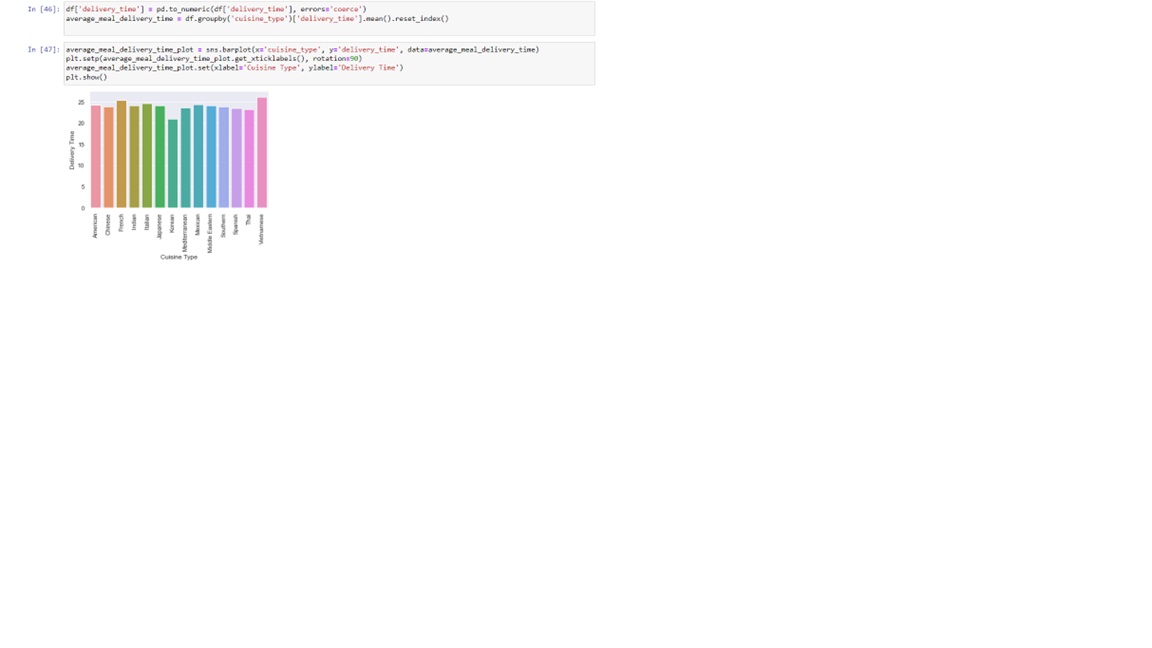 In [46]: df['delivery_time'] = pd.to_numeric(df['delivery_time'], errors='coerce')
average_meal_delivery_time = df.groupby('cuisine_type')['delivery_time'].mean().reset_index()
In [47]: average_meal_delivery_time_plot = sns.barplot(x='cuisine_type', y='delivery_time', data=average_meal_delivery_time)
plt.setp(average_meal_delivery_time_plot.get_xticklabels(), rotation=90)
average_meal_delivery_time_plot.set(xlabel='Cuisine Type', ylabel='Delivery Time')
plt.show()
25
20
15
10
5
0
Delivery Time
American
Chinese
French
Indian
Italian
Japanese
Korean
Mediterranean
Mexican
Middle Eastern
Southern
Spanish
Thai
Vietnamese
Cuisine Type